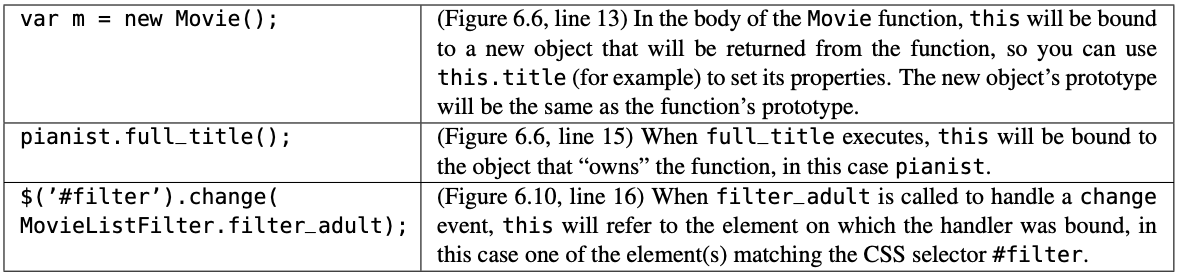 var m = new Movie();
(Figure 6.6, line 13) In the body of the Movie function, this will be bound
to a new object that will be returned from the function, so you can use
this.title (for example) to set its properties. The new object’s prototype
will be the same as the function’s prototype.
pianist.full_title();
(Figure 6.6, line 15) When full_title executes, this will be bound to
the object that “owns” the function, in this case pianist.
$(’#filter’).change(
MovieListFilter.filter_adult);
(Figure 6.10, line 16) When filter_adult is called to handle a change
event, this will refer to the element on which the handler was bound, in
this case one of the element(s) matching the CSS selector #filter.